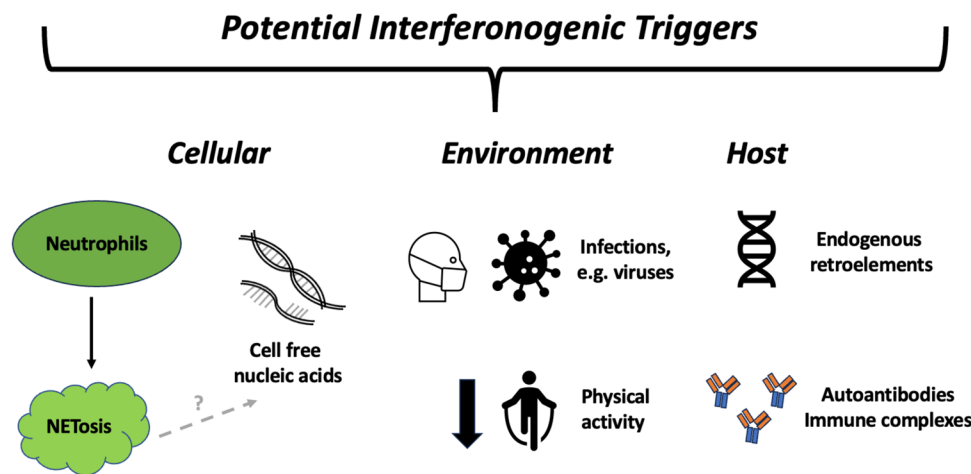 Potential Interferonogenic Triggers
Cellular
Environment
Host
Neutrophils
NETosis
?
Cell free
nucleic acids
Infections,
e.g. viruses
Physical
activity
Endogenous
retroelements
Autoantibodies
Immune complexes